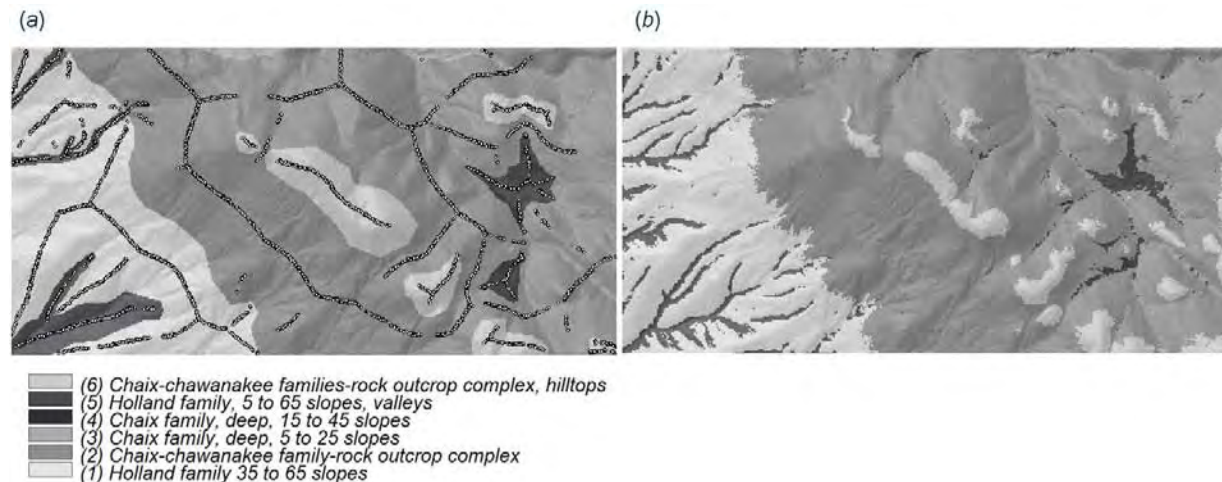 (a)
(b)
(6) Chaix-chawanakee families-rock outcrop complex, hilltops
(5) Holland family, 5 to 65 slopes, valleys
(4) Chaix family, deep, 15 to 45 slopes
(3) Chaix family, deep, 5 to 25 slopes
(2) Chaix-chawanakee family-rock outcrop complex
(1) Holland family 35 to 65 slopes